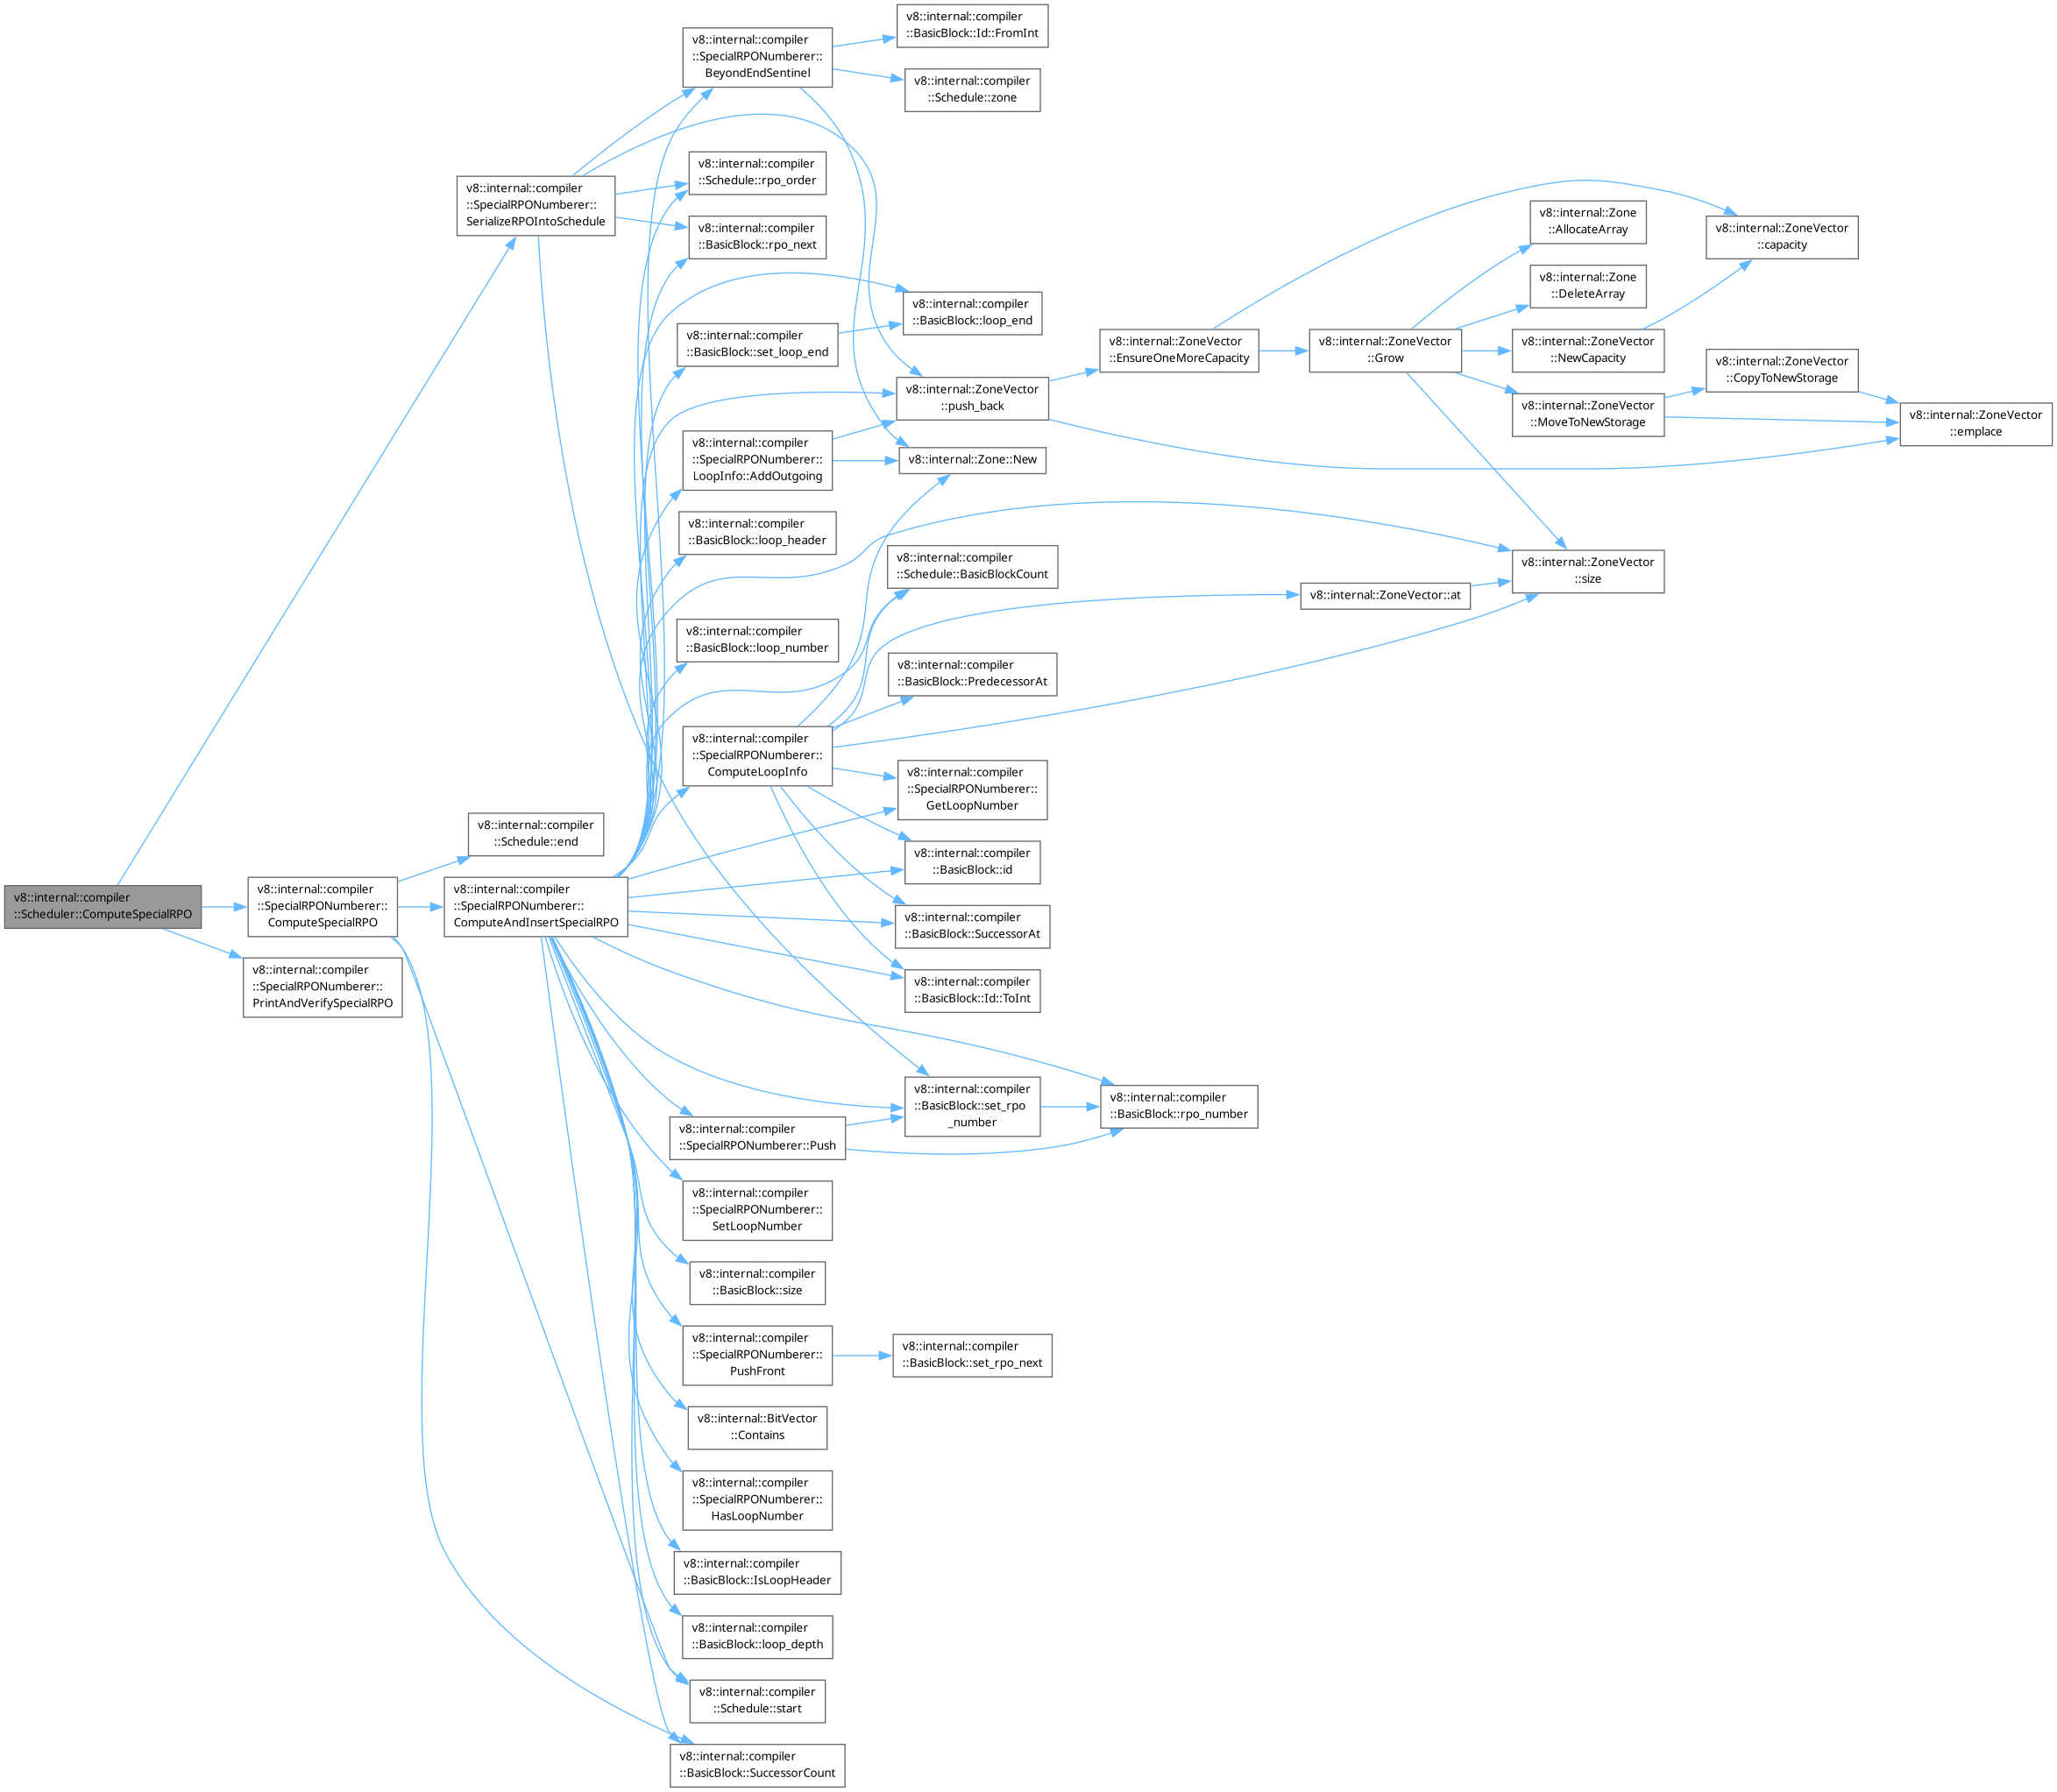 v8::internal::compiler
::Scheduler::ComputeSpecialRPO
v8::internal::compiler
::SpecialRPONumberer::
SerializeRPOIntoSchedule
v8::internal::compiler
::SpecialRPONumberer::
ComputeSpecialRPO
v8::internal::compiler
::SpecialRPONumberer::
PrintAndVerifySpecialRPO
v8::internal::compiler
::Schedule::end
v8::internal::compiler
::SpecialRPONumberer::
ComputeAndInsertSpecialRPO
v8::internal::compiler
::SpecialRPONumberer::
BeyondEndSentinel
v8::internal::compiler
::Schedule::rpo_order
v8::internal::compiler
::BasicBlock::rpo_next
v8::internal::compiler
::BasicBlock::set_loop_end
v8::internal::compiler
::SpecialRPONumberer::
LoopInfo::AddOutgoing
v8::internal::compiler
::BasicBlock::loop_header
v8::internal::compiler
::BasicBlock::loop_number
v8::internal::compiler
::SpecialRPONumberer::
ComputeLoopInfo
v8::internal::compiler
::SpecialRPONumberer::Push
v8::internal::compiler
::SpecialRPONumberer::
SetLoopNumber
v8::internal::compiler
::BasicBlock::size
v8::internal::compiler
::SpecialRPONumberer::
PushFront
v8::internal::BitVector
::Contains
v8::internal::compiler
::SpecialRPONumberer::
HasLoopNumber
v8::internal::compiler
::BasicBlock::IsLoopHeader
v8::internal::compiler
::BasicBlock::loop_depth
v8::internal::compiler
::Schedule::start
v8::internal::compiler
::BasicBlock::SuccessorCount
v8::internal::compiler
::BasicBlock::Id::FromInt
v8::internal::compiler
::Schedule::zone
v8::internal::compiler
::BasicBlock::loop_end
v8::internal::ZoneVector
::push_back
v8::internal::Zone::New
v8::internal::compiler
::Schedule::BasicBlockCount
v8::internal::compiler
::BasicBlock::PredecessorAt
v8::internal::compiler
::SpecialRPONumberer::
GetLoopNumber
v8::internal::compiler
::BasicBlock::id
v8::internal::compiler
::BasicBlock::SuccessorAt
v8::internal::compiler
::BasicBlock::Id::ToInt
v8::internal::compiler
::BasicBlock::set_rpo
_number
v8::internal::compiler
::BasicBlock::set_rpo_next
v8::internal::ZoneVector
::EnsureOneMoreCapacity
v8::internal::compiler
::BasicBlock::rpo_number
v8::internal::ZoneVector
::Grow
v8::internal::ZoneVector::at
v8::internal::Zone
::AllocateArray
v8::internal::Zone
::DeleteArray
v8::internal::ZoneVector
::NewCapacity
v8::internal::ZoneVector
::MoveToNewStorage
v8::internal::ZoneVector
::size
v8::internal::ZoneVector
::capacity
v8::internal::ZoneVector
::CopyToNewStorage
v8::internal::ZoneVector
::emplace